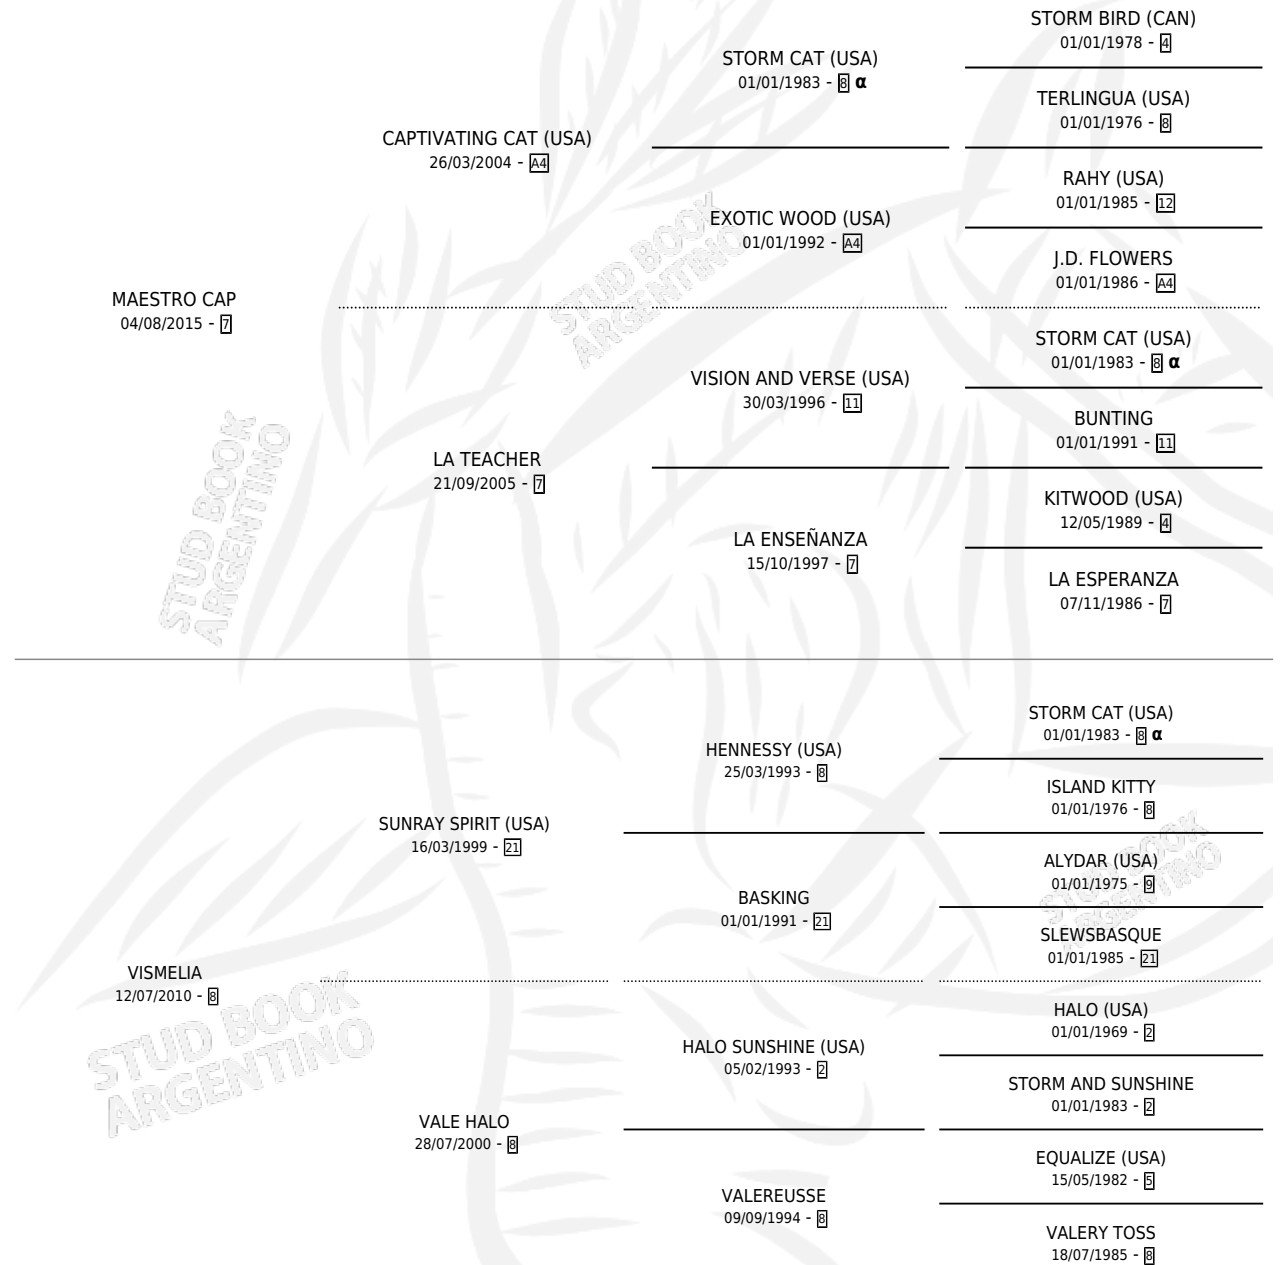 STORM BIRD (CAN)
01/01/1978 - 4
STORM CAT (USA)
01/01/1983 - 8 α
TERLINGUA (USA)
01/01/1976 - 8
CAPTIVATING CAT (USA)
26/03/2004 - A4
RAHY (USA)
01/01/1985 - 12
EXOTIC WOOD (USA)
01/01/1992 - A4
J.D. FLOWERS
01/01/1986 - A4
MAESTRO CAP
04/08/2015 - 7
STORM CAT (USA)
01/01/1983 - 8 α
VISION AND VERSE (USA)
30/03/1996 - 11
BUNTING
01/01/1991 - 11
LA TEACHER
21/09/2005 - 7
KITWOOD (USA)
12/05/1989 - 4
LA ENSEÑANZA
15/10/1997 - 7
LA ESPERANZA
07/11/1986 - 7
STORM CAT (USA)
01/01/1983 - 8 α
HENNESSY (USA)
25/03/1993 - 8
ISLAND KITTY
01/01/1976 - 8
SUNRAY SPIRIT (USA)
16/03/1999 - 21
ALYDAR (USA)
01/01/1975 - 9
BASKING
01/01/1991 - 21
SLEWSBASQUE
01/01/1985 - 21
VISMELIA
12/07/2010 - 8
HALO (USA)
01/01/1969 - 2
HALO SUNSHINE (USA)
05/02/1993 - 2
STORM AND SUNSHINE
01/01/1983 - 2
VALE HALO
28/07/2000 - 8
EQUALIZE (USA)
15/05/1982 - 5
VALEREUSSE
09/09/1994 - 8
VALERY TOSS
18/07/1985 - 8
STUD BOOK
ARGENTINO
STUD BOOK
ARGENTINO
STUD BOOK
ARGENTINO
STUD BOOK
ARGENTINO